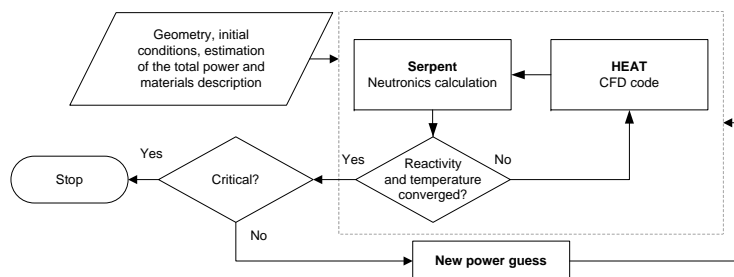 Geometry, initial
conditions, estimation
of the total power and
materials description
Serpent
Neutronics calculation
HEAT
CFD code
Yes
Stop
Critical?
Yes
Reactivity
and temperature
converged?
No
No
New power guess